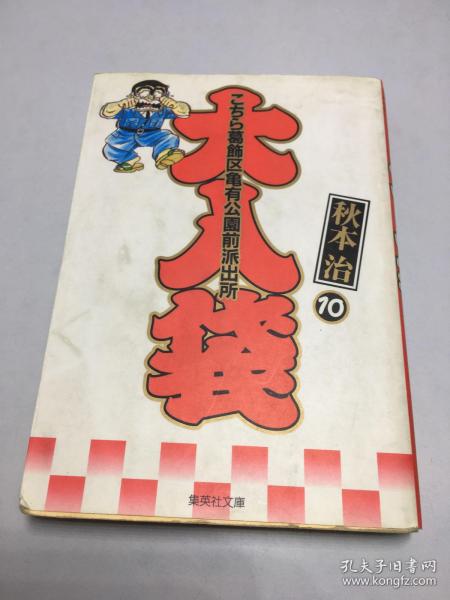 大入袋
こちら葛飾区亀有公園前派出所
秋本治
10
集英社文庫
孔夫子旧书网
www.kongfz.com